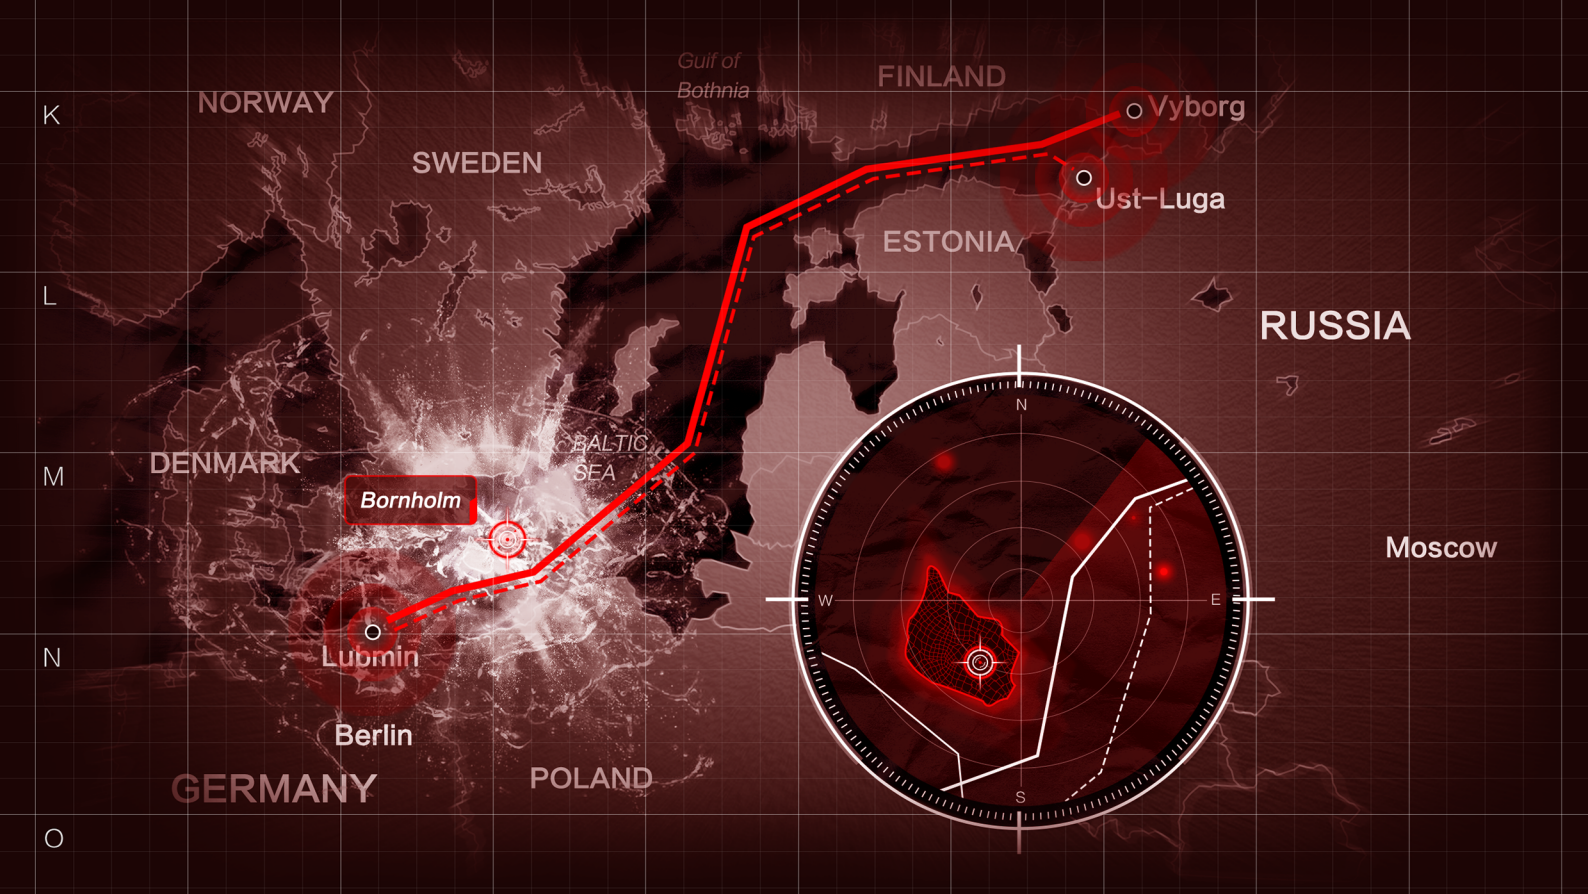 Gulf of
Bothnia
FINLAND
NORWAY
K
Vyborg
SWEDEN
Ust-Luga
ESTONIA
L
RUSSIA
N
BALTIC
SEA
DENMARK
M
Bornholm
Moscow
W
E
N
Lubmin
Berlin
POLAND
GERMANY
S
O